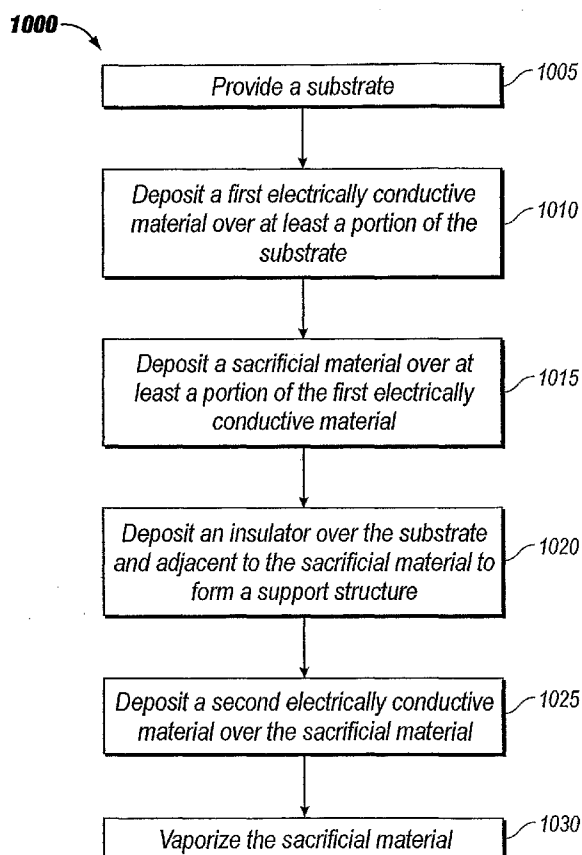 1000
Provide a substrate
1005
Deposit a first electrically conductive
material over at least a portion of the
substrate
1010
Deposit a sacrificial material over at
least a portion of the first electrically
conductive material
1015
Deposit an insulator over the substrate
and adjacent to the sacrificial material to
form a support structure
1020
Deposit a second electrically conductive
material over the sacrificial material
1025
Vaporize the sacrificial material
1030